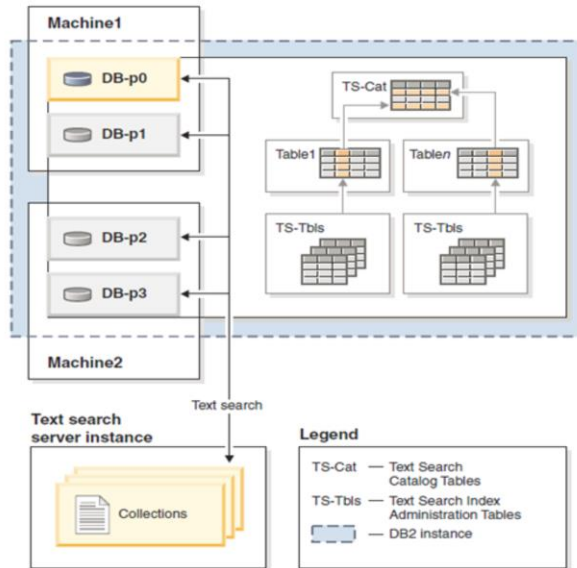 Machine1
DB-p0
DB-p1
DB-p2
DB-p3
Machine2
TS-Cat
Table1
Tablen
TS-Tbls
TS-Tbls
Text search
Text search
server instance
Collections
Legend
TS-Cat — Text Search
Catalog Tables
TS-Tbls — Text Search Index
Administration Tables
— DB2 instance